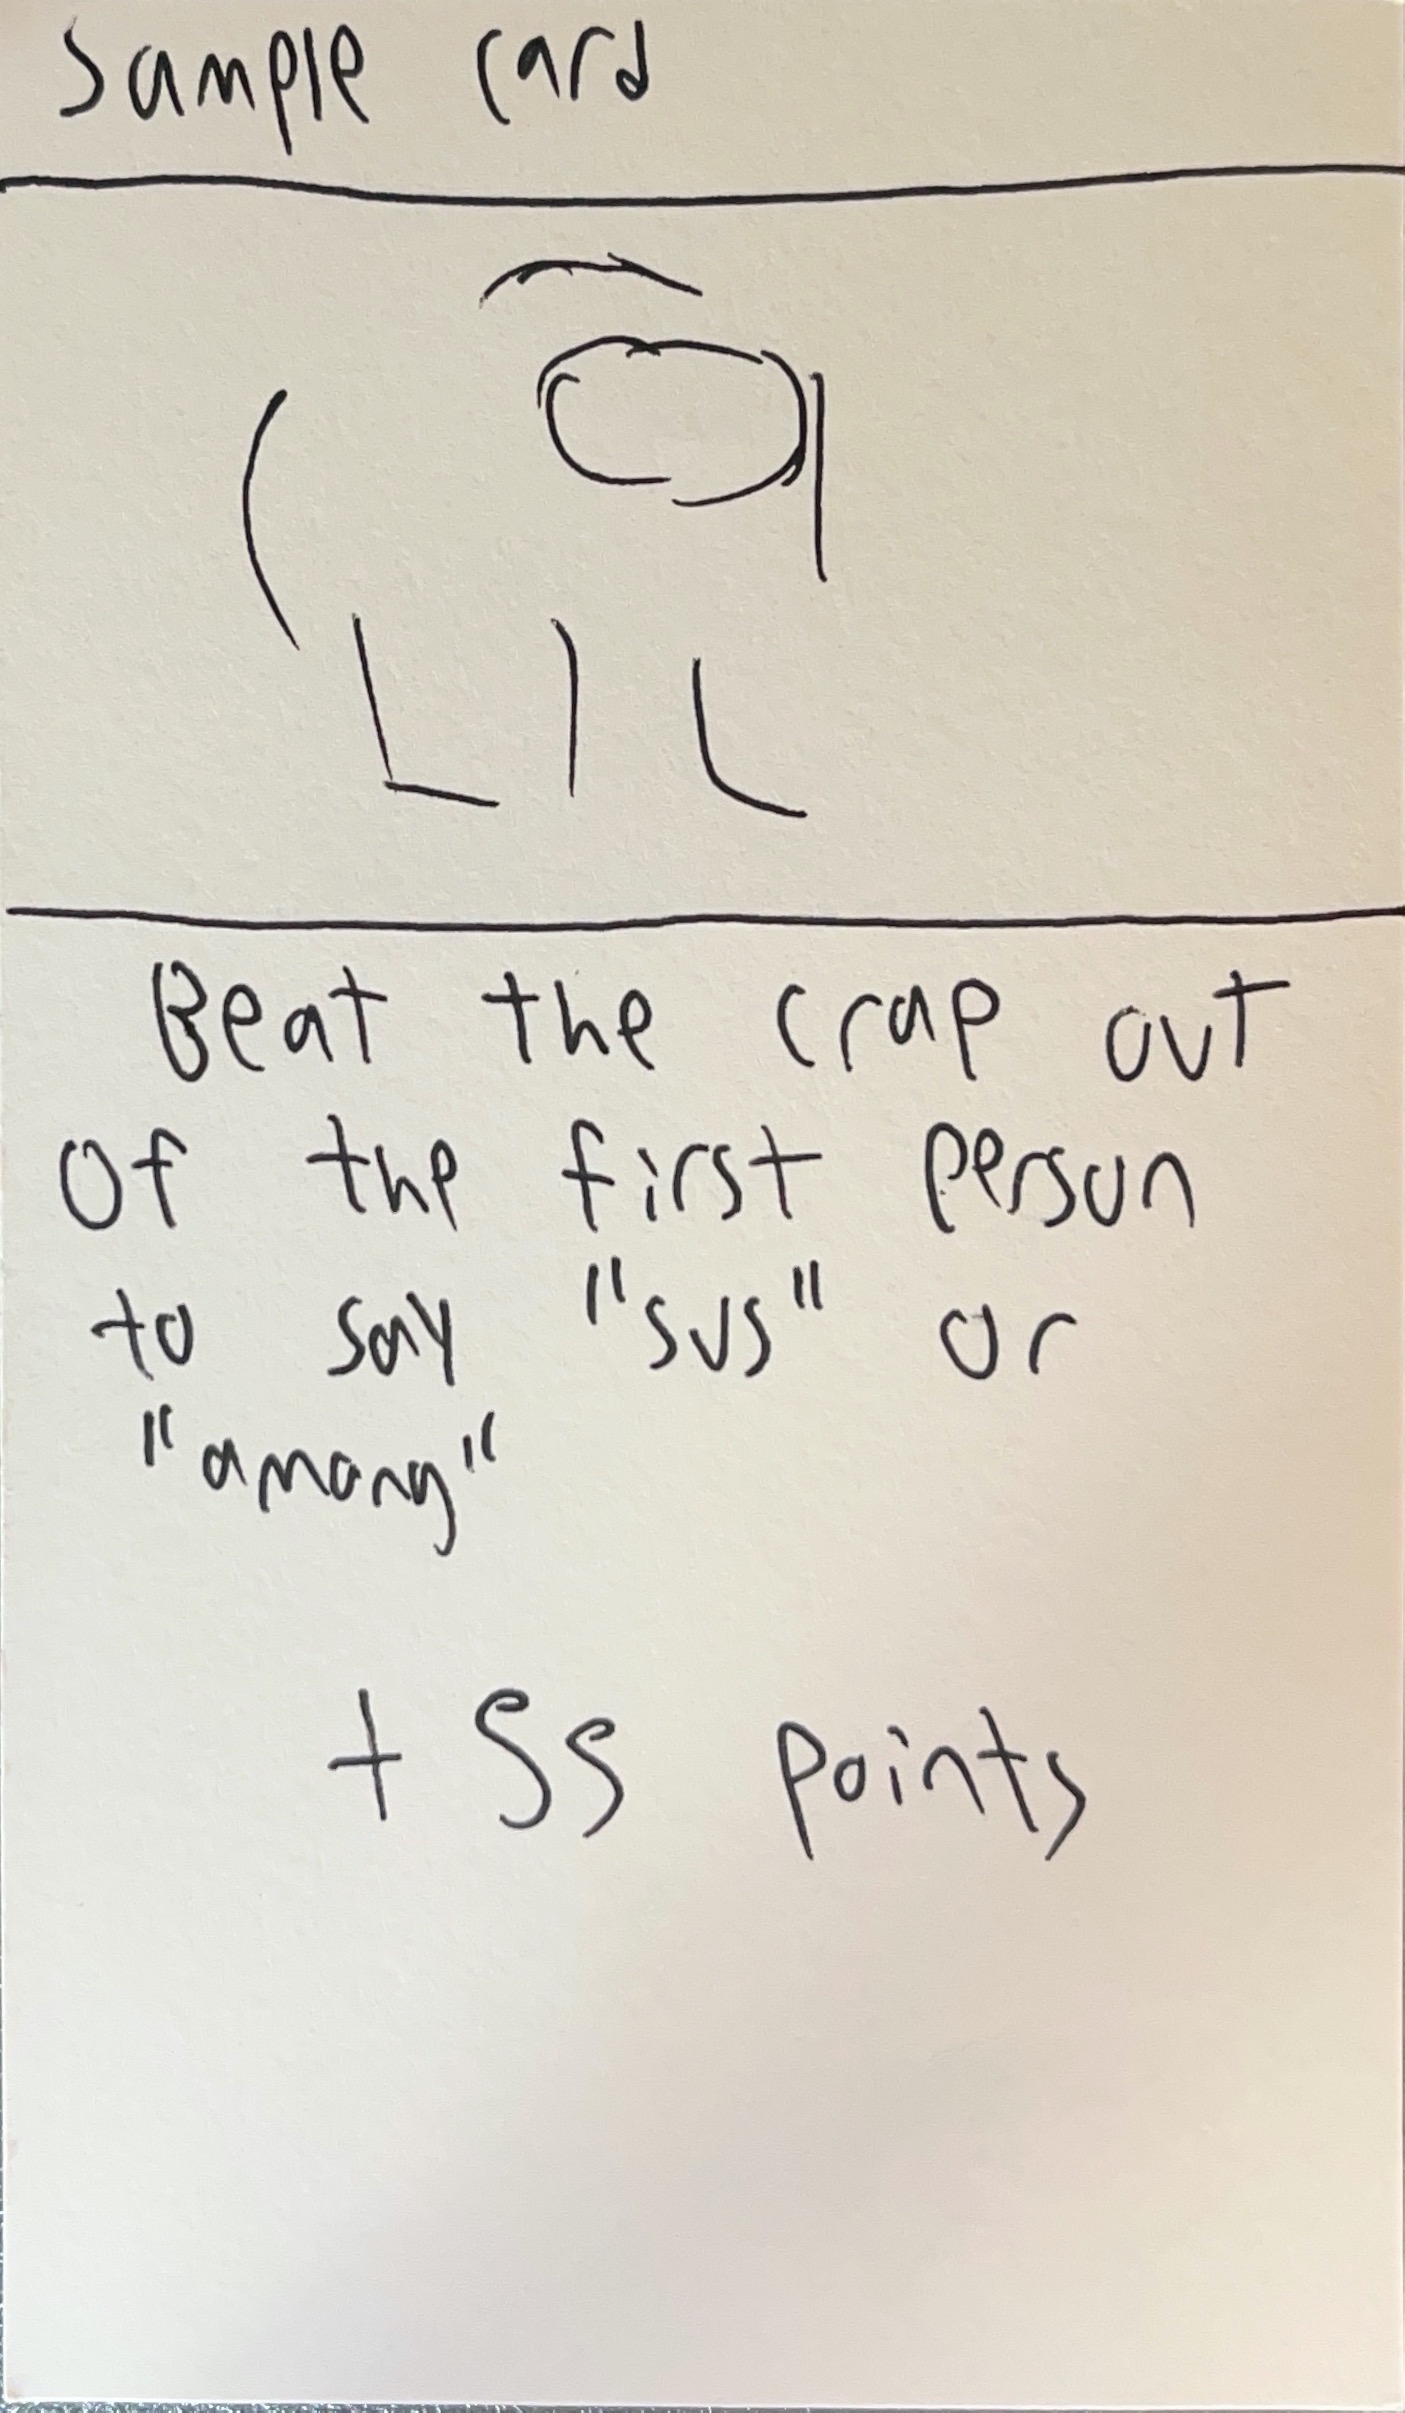 Sample card
Beat the crap out
of the first person
to say "sus" or
"among"
+55 points